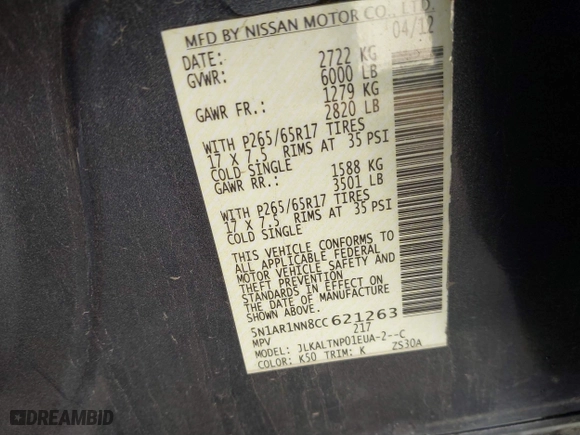 MFD BY NISSAN MOTOR CO., LTD.
DATE: 04/12
GVWR: 2722 KG
6000 LB
GAWR FR.: 1279 KG
2820 LB
WITH P265/65R17 TIRES
17 X 7.5 RIMS AT 35 PSI
COLD SINGLE
GAWR RR.: 1588 KG
3501 LB
WITH P265/65R17 TIRES
17 X 7.5 RIMS AT 35 PSI
COLD SINGLE
THIS VEHICLE CONFORMS TO
ALL APPLICABLE FEDERAL
MOTOR VEHICLE SAFETY AND
THEFT PREVENTION
STANDARDS IN EFFECT ON
THE DATE OF MANUFACTURE
SHOWN ABOVE.
5N1AR1NN8CC621263
MPV 217
MODEL: JLKALTNP01EUA-2--C
COLOR: K50 TRIM: K ZS30A
DREAMBID